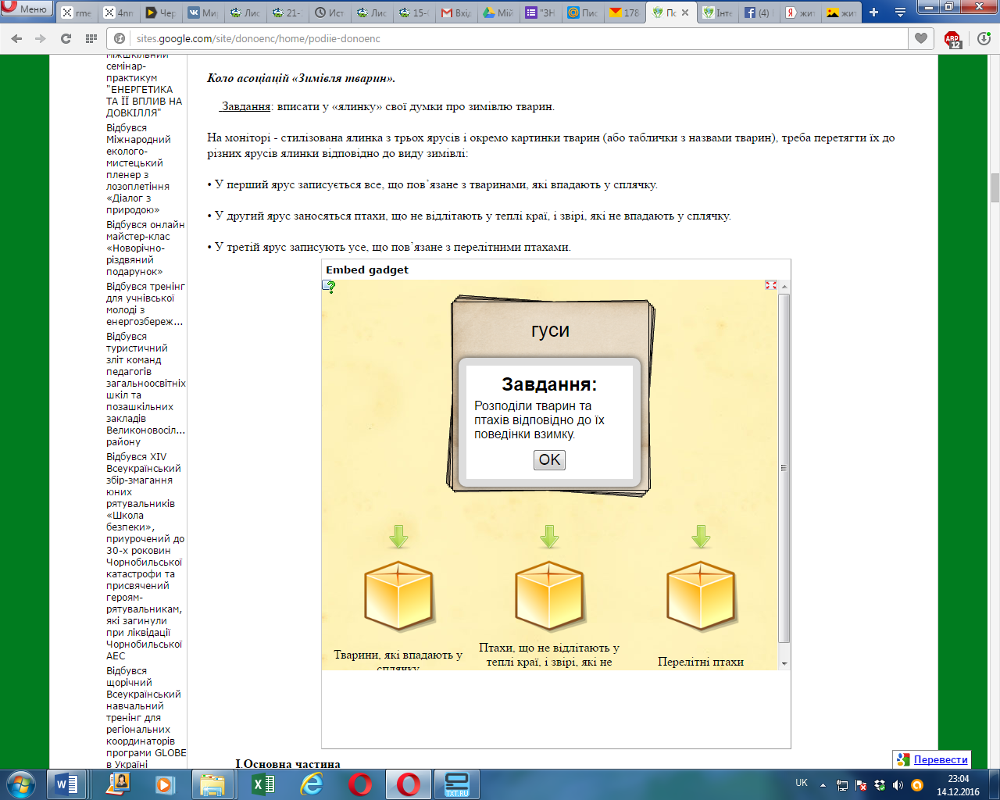 Меню
rme
4nn
Чер
Ми
Лис
21-
Ист
Лис
15-
Вхід
Мій
"ЗН
Пис
178
По
Інте
(4)
жит
жит
sites.google.com/site/donoenc/home/podiie-donoenc
ABP
12
міжшкільний
семінар-
практикум
"ЕНЕРГЕТИКА
ТА ЇЇ ВПЛИВ НА
ДОВКІЛЛЯ"
Відбувся
Міжнародний
еколого-
мистецький
пленер з
лозоплетіння
«Діалог з
природою»
Відбувся онлайн
майстер-клас
«Новорічно-
різдвяний
подарунок»
Відбувся тренінг
для учнівської
молоді з
енергозбереж...
Відбувся
туристичний
зліт команд
педагогів
загальноосвітніх
шкіл та
позашкільних
закладів
Великоновосіл...
району
Відбувся XIV
Всеукраїнський
збір-змагання
юних
рятувальників
«Школа
безпеки»,
приурочений до
30-х роковин
Чорнобильської
катастрофи та
присвячений
героям-
рятувальникам,
які загинули
при ліквідації
Чорнобильської
АЕС
Відбувся
щорічний
Всеукраїнський
навчальний
тренінг для
регіональних
координаторів
програми GLOBE
в Україні
Коло асоціацій «Зимівля тварин».
Завдання: вписати у «ялинку» свої думки про зимівлю тварин.
На моніторі - стилізована ялинка з трьох ярусів і окремо картинки тварин (або таблички з назвами тварин), треба перетягти їх до
різних ярусів ялинки відповідно до виду зимівлі:
• У перший ярус записується все, що пов’язане з тваринами, які впадають у сплячку.
• У другий ярус заносяться птахи, що не відлітають у теплі краї, і звірі, які не впадають у сплячку.
• У третій ярус записують усе, що пов’язане з перелітними птахами.
Embed gadget
гуси
Завдання:
Розподіли тварин та
птахів відповідно до їх
поведінки взимку.
OK
Тварини, які впадають у
сплячку
Птахи, що не відлітають у
теплі краї, і звірі, які не
Перелітні птахи
І.Основна частина
Перевести
TXT.RU
UK
23:04
14.12.2016